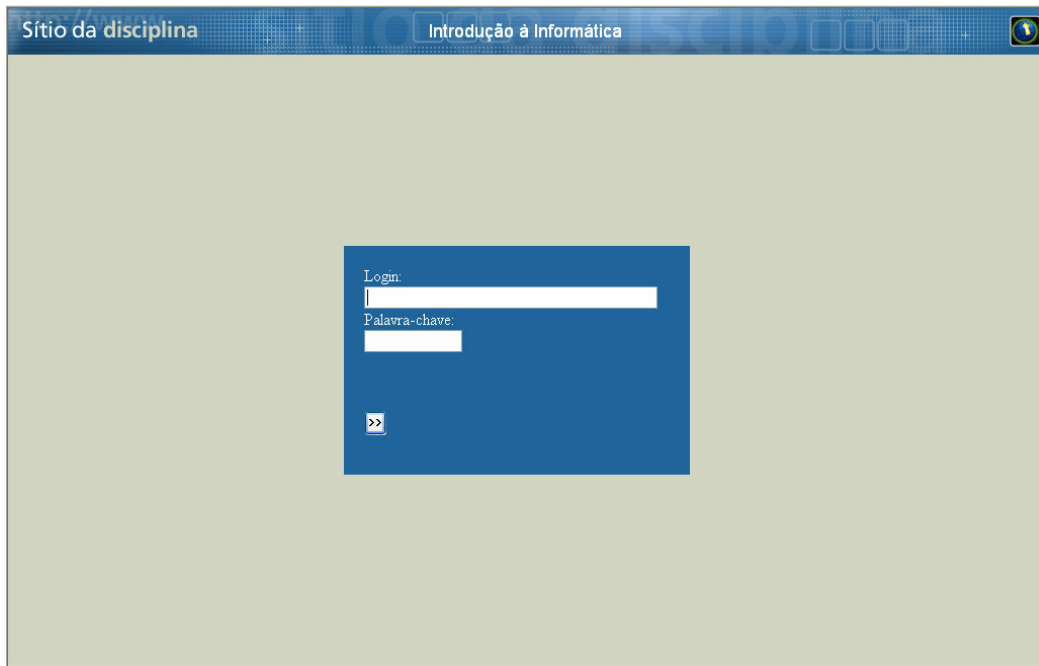 Sítio da disciplina
Introdução à Informática
Login:
Palavra-chave:
>>